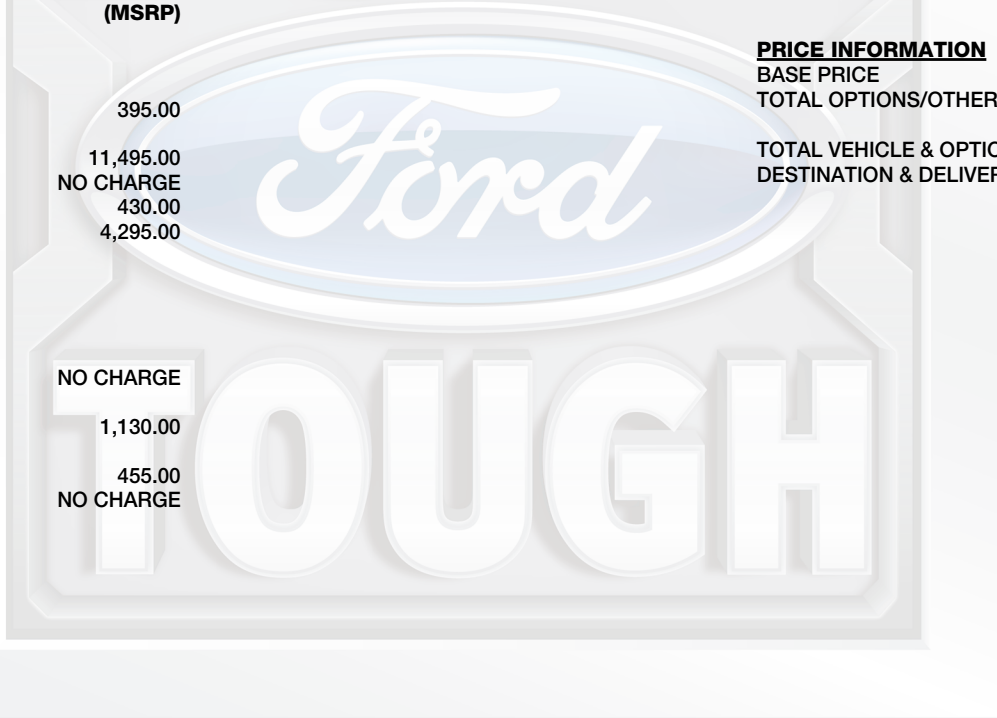 (MSRP)
395.00
11,495.00
NO CHARGE
430.00
4,295.00
NO CHARGE
1,130.00
455.00
NO CHARGE
PRICE INFORMATION
BASE PRICE
TOTAL OPTIONS/OTHER
TOTAL VEHICLE & OPTIO
DESTINATION & DELIVER
Ford
TOUGH